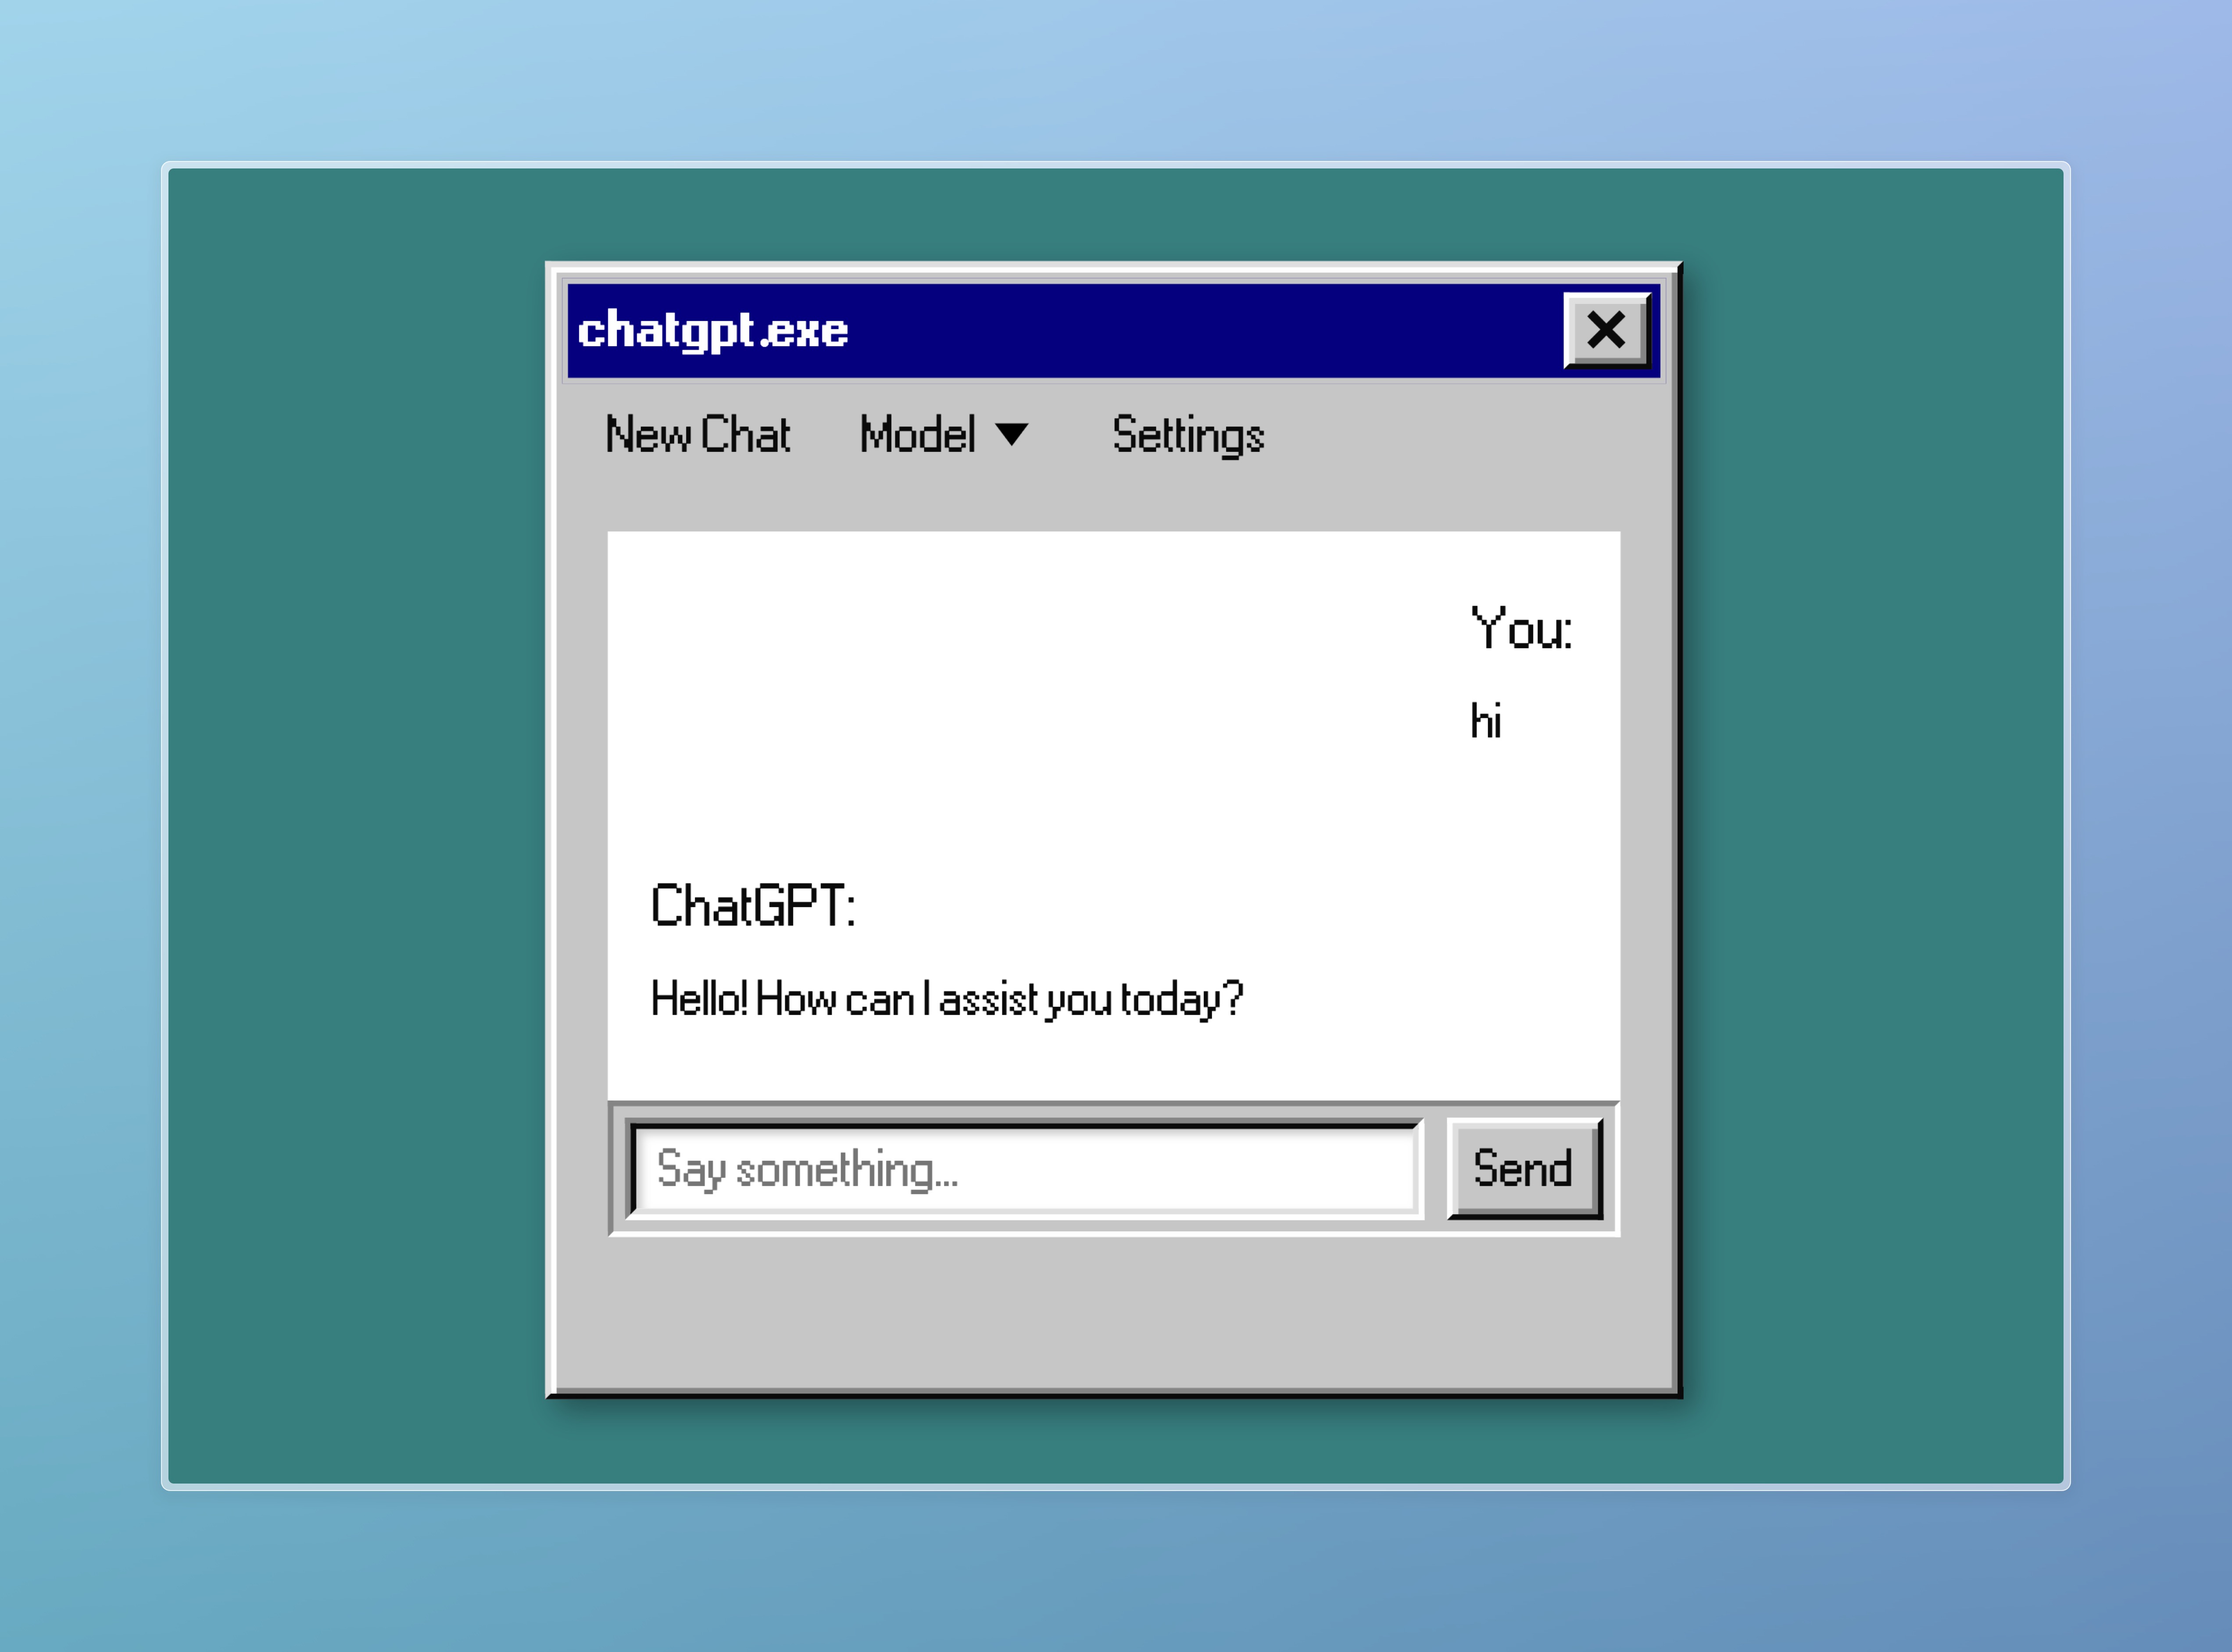 chatgpt.exe
New Chat Model Settings
You:
hi
ChatGPT:
Hello! How can I assist you today?
Say something...
Send